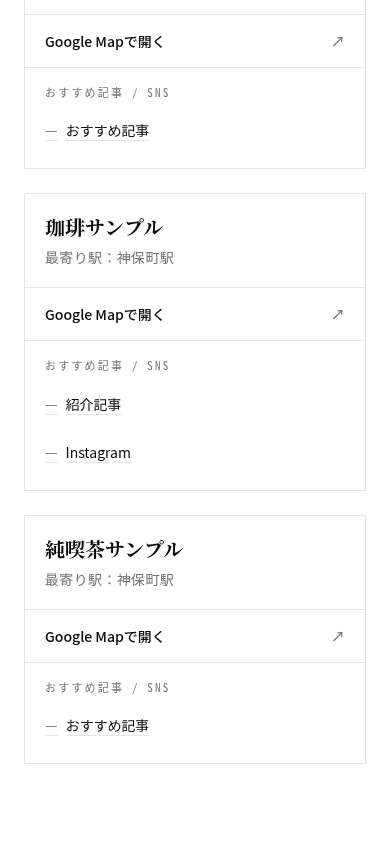 Google Mapで開く ↗
おすすめ記事 / SNS
— おすすめ記事
珈琲サンプル
最寄り駅：神保町駅
Google Mapで開く ↗
おすすめ記事 / SNS
— 紹介記事
— Instagram
純喫茶サンプル
最寄り駅：神保町駅
Google Mapで開く ↗
おすすめ記事 / SNS
— おすすめ記事